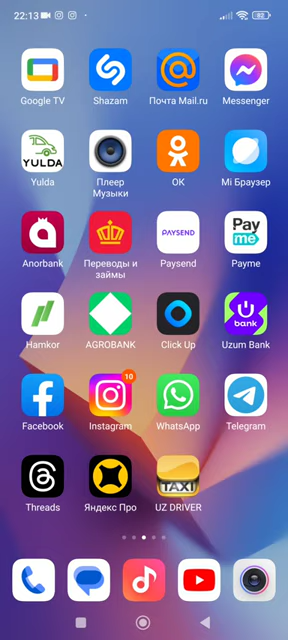 22:13
82
Google TV
Shazam
Почта Mail.ru
Messenger
YULDA
Yulda
Плеер
Музыки
ОК
Mi Браузер
PAYSEND
Pay
me
Anorbank
Переводы и
займы
Paysend
Payme
U
bank
Hamkor
AGROBANK
Click Up
Uzum Bank
10
Facebook
Instagram
WhatsApp
Telegram
TAXI
Threads
Яндекс Про
UZ DRIVER